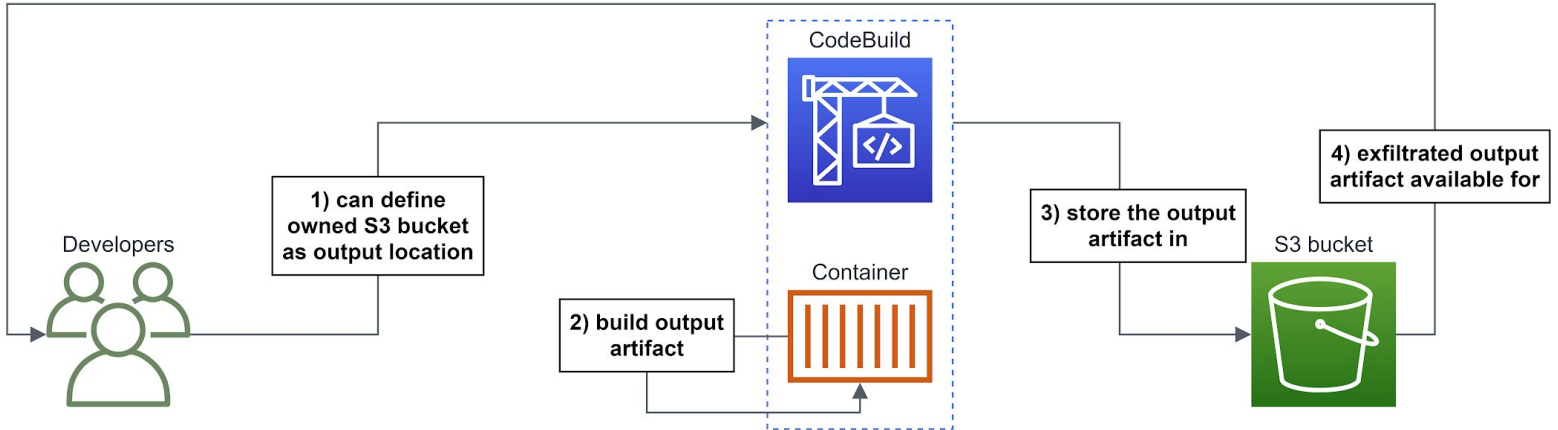 CodeBuild
</>
1) can define
owned S3 bucket
as output location
Developers
Container
2) build output
artifact
3) store the output
artifact in
4) exfiltrated output
artifact available for
S3 bucket